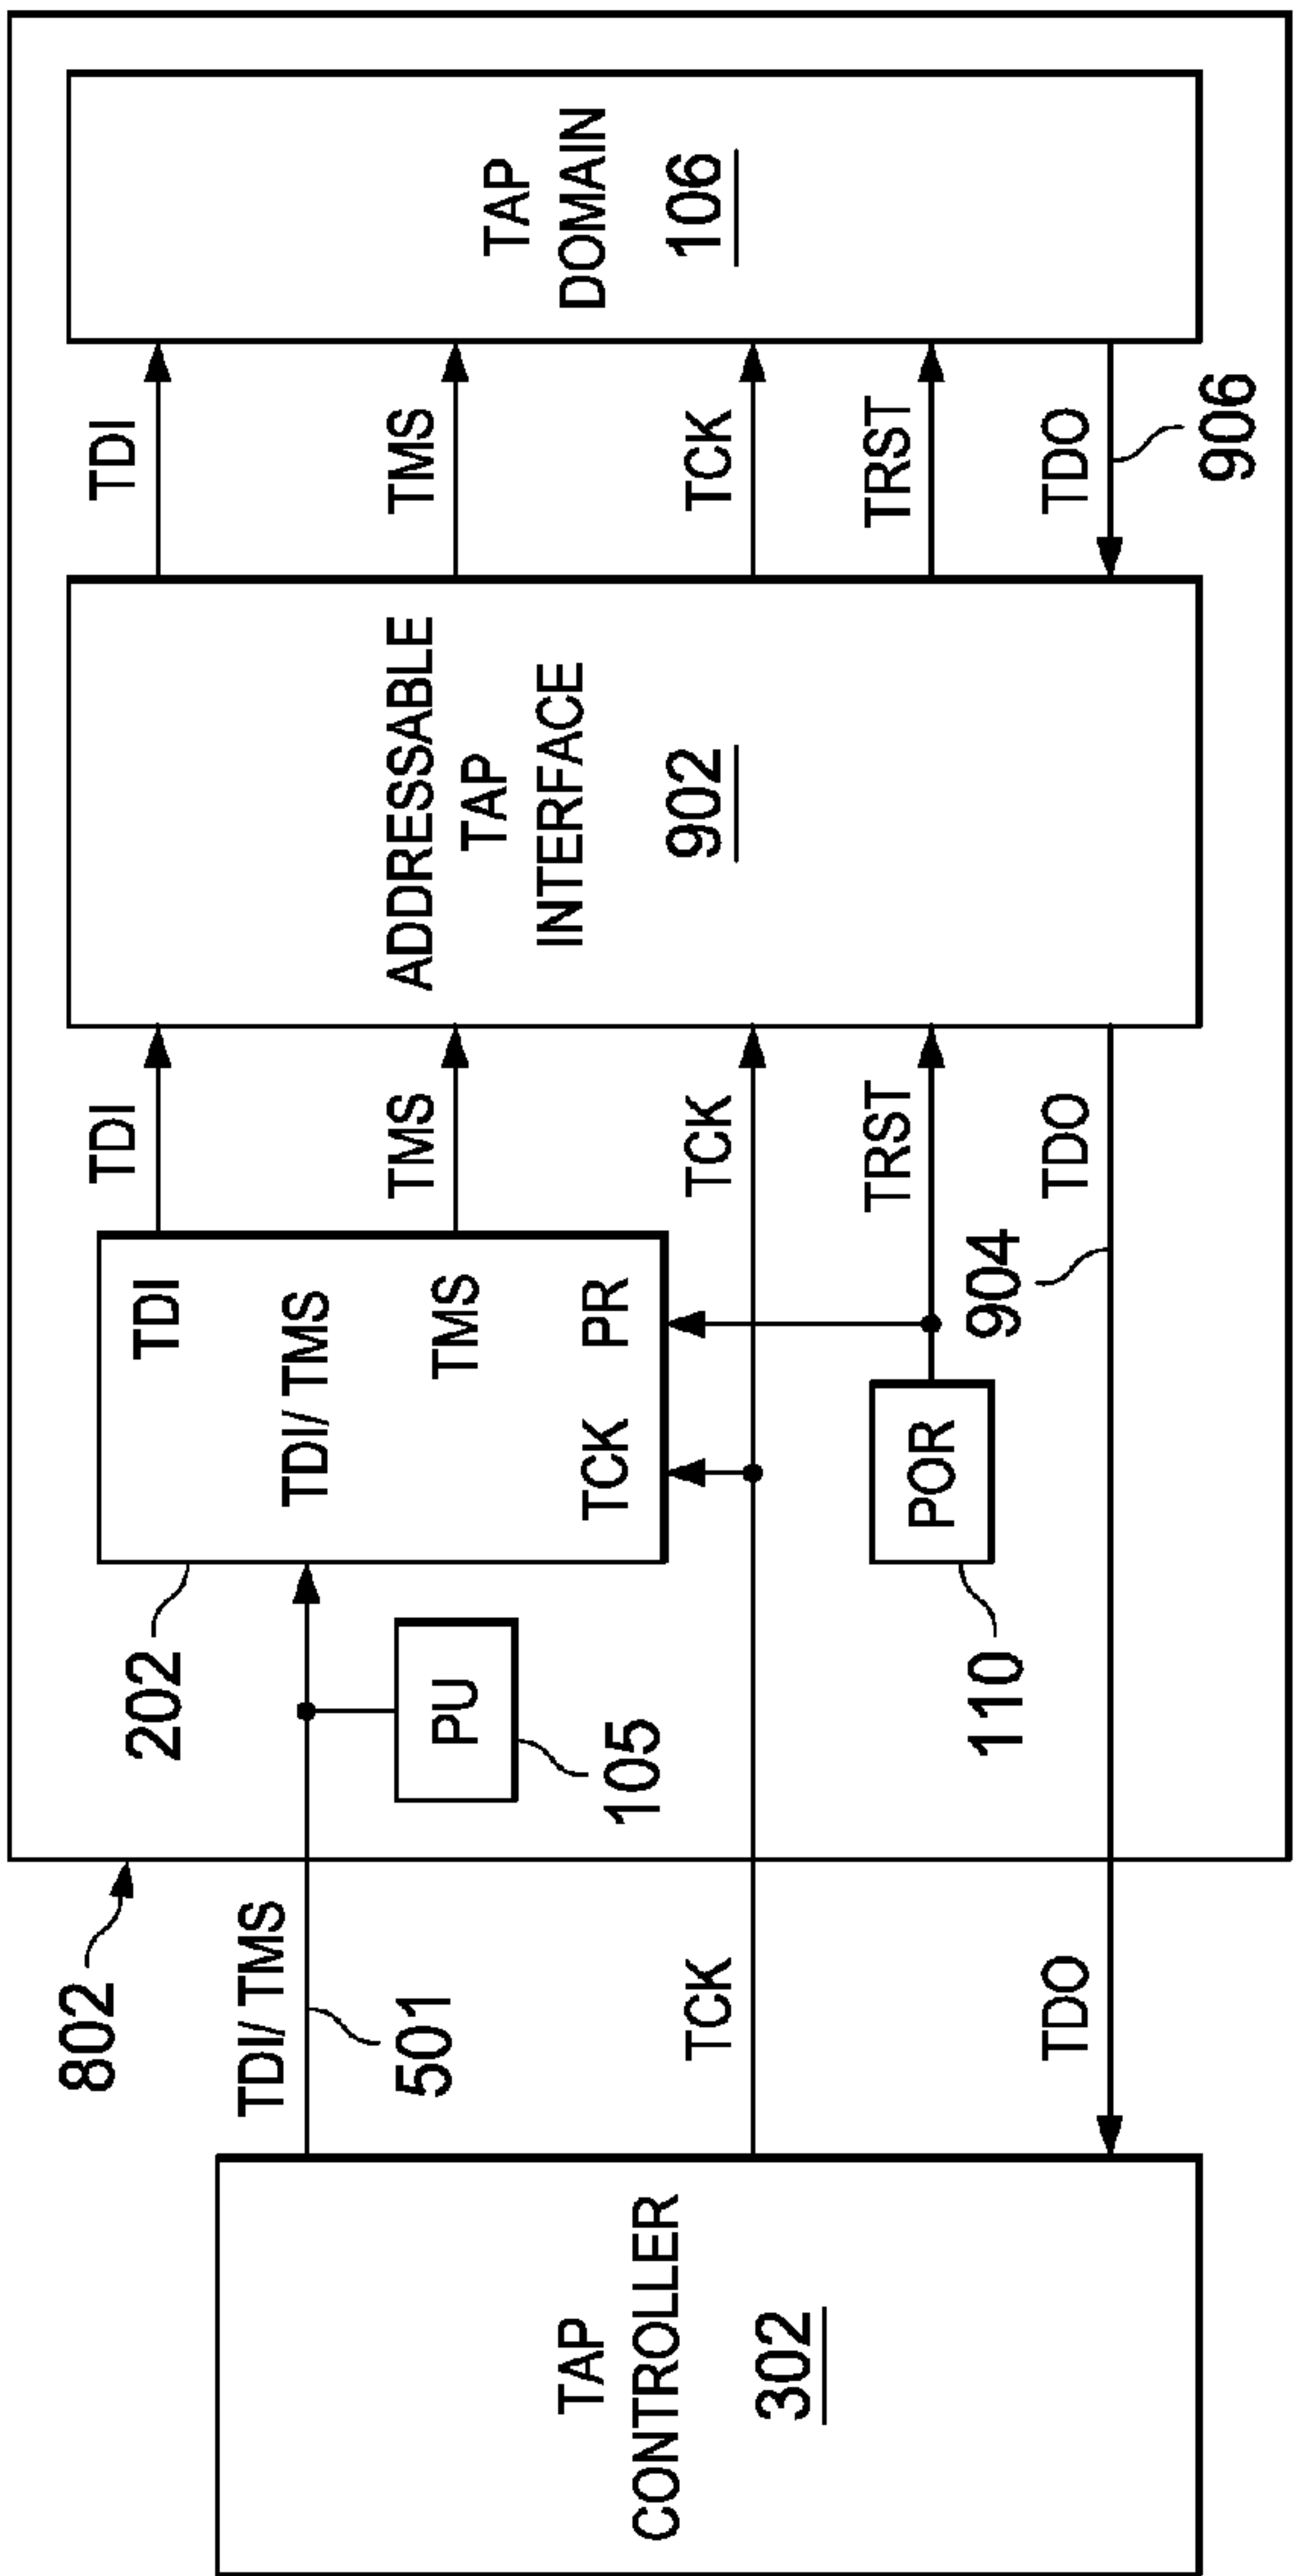 802
TDI/ TMS
501
TCK
TDO
TAP
CONTROLLER
302
202
TDI
TDI/ TMS
TMS
TCK
PR
PU
105
POR
110
TDI
TMS
TCK
TRST
904
TDO
ADDRESSABLE
TAP
INTERFACE
902
TDI
TMS
TCK
TRST
TDO
906
TAP
DOMAIN
106